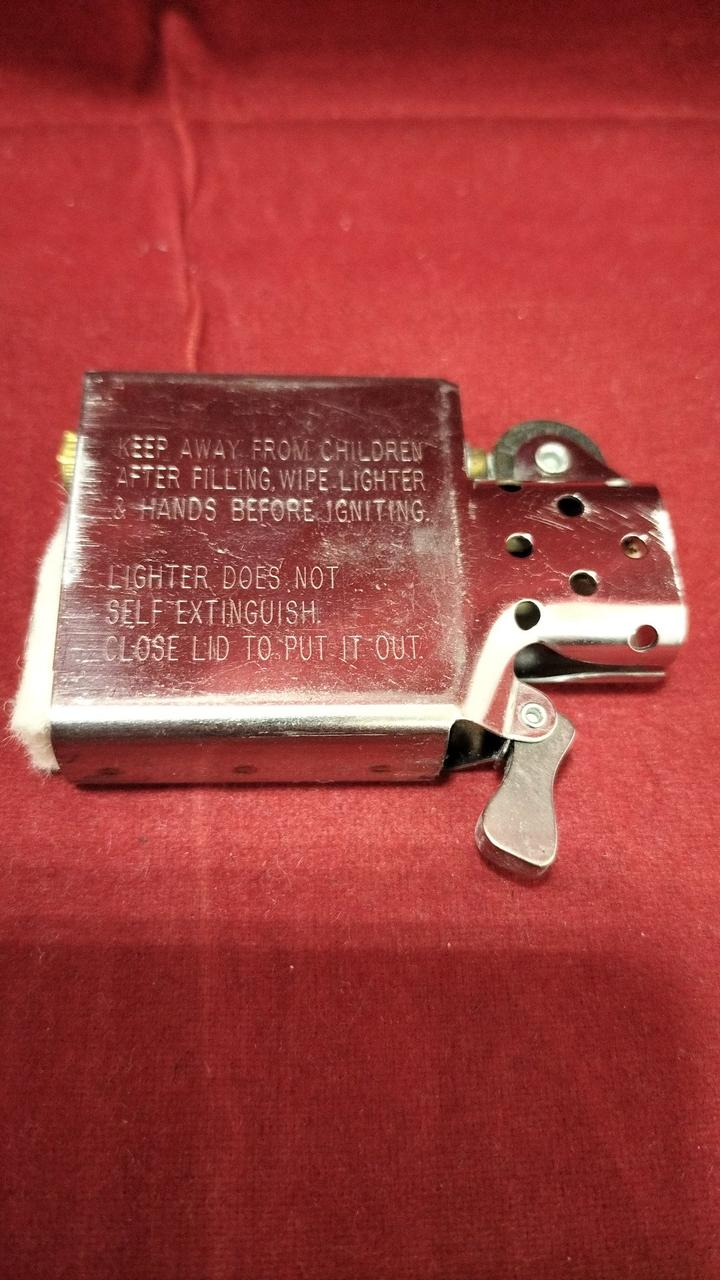 KEEP AWAY FROM CHILDREN
AFTER FILLING, WIPE LIGHTER
& HANDS BEFORE IGNITING.
LIGHTER DOES NOT
SELF EXTINGUISH.
CLOSE LID TO PUT IT OUT.